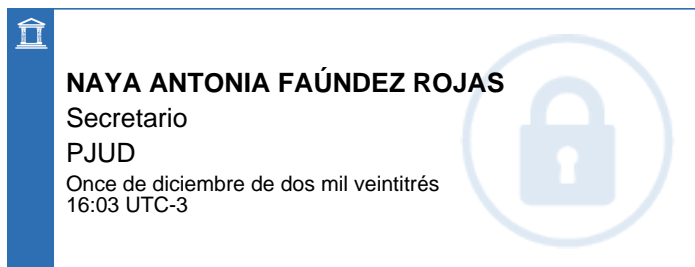 NAYA ANTONIA FAÚNDEZ ROJAS
Secretario
PJUD
Once de diciembre de dos mil veintitrés
16:03 UTC-3